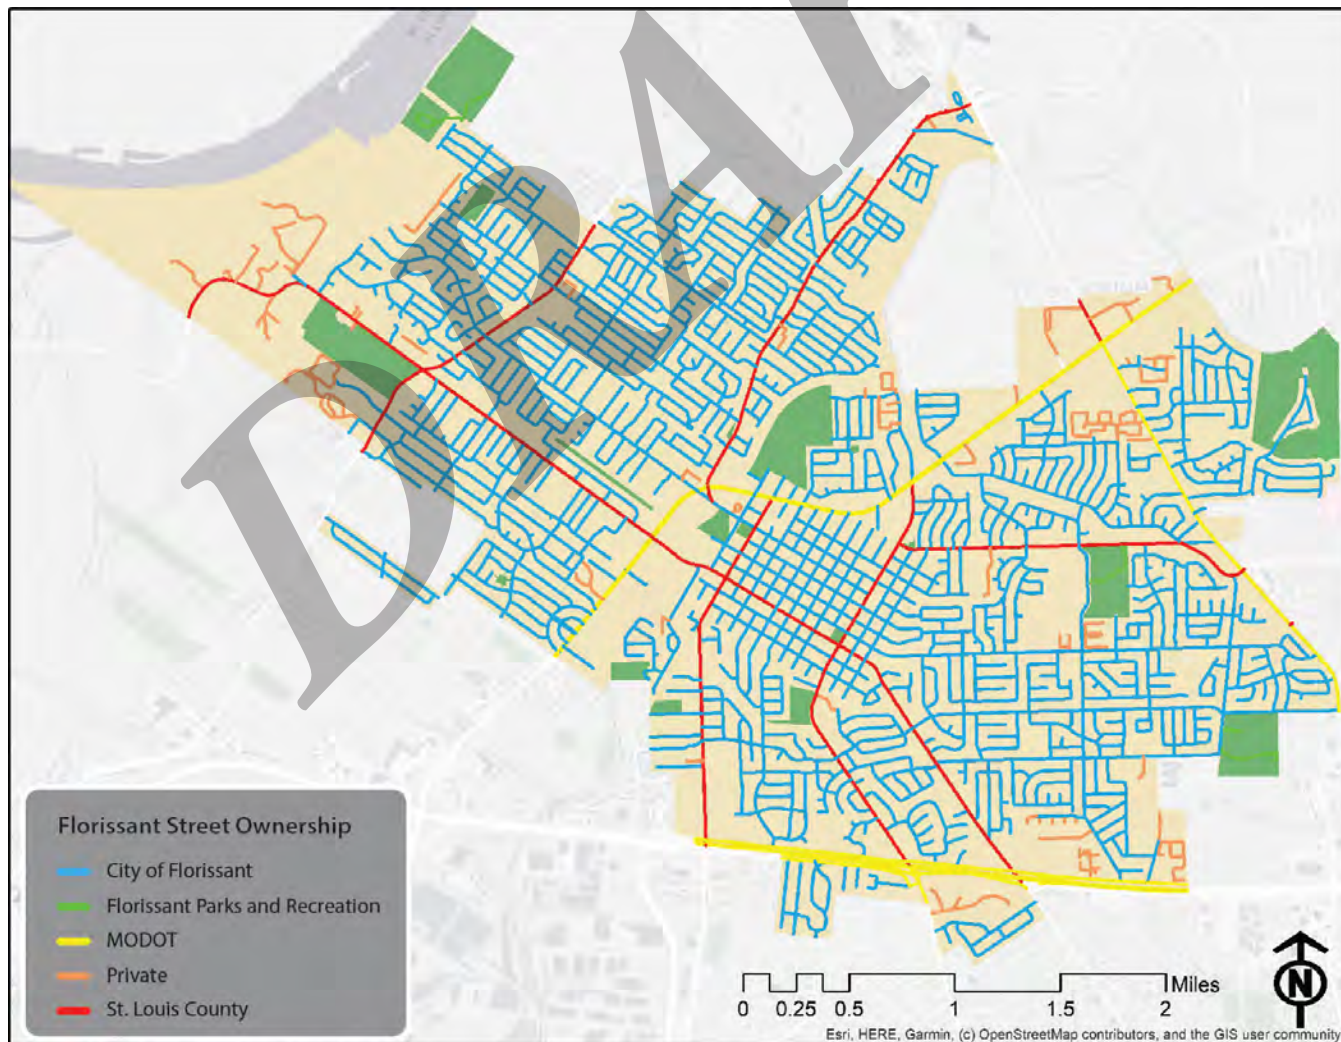 DRAFT
Florissant Street Ownership
City of Florissant
Florissant Parks and Recreation
MODOT
Private
St. Louis County
Miles
0 0.25 0.5 1 1.5 2
N
Esri, HERE, Garmin, (c) OpenStreetMap contributors, and the GIS user community